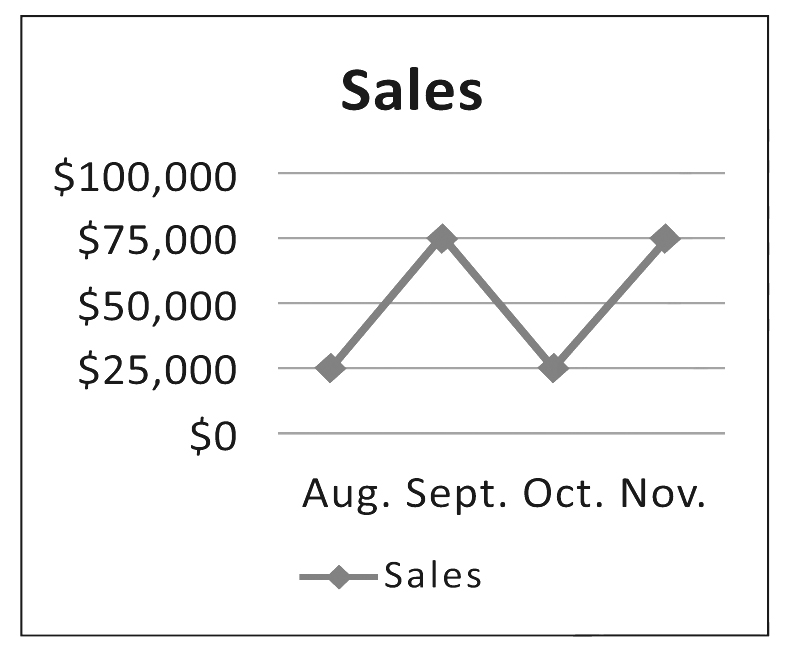 Sales
$100,000
$75,000
$50,000
$25,000
$0
Aug. Sept. Oct. Nov.
Sales